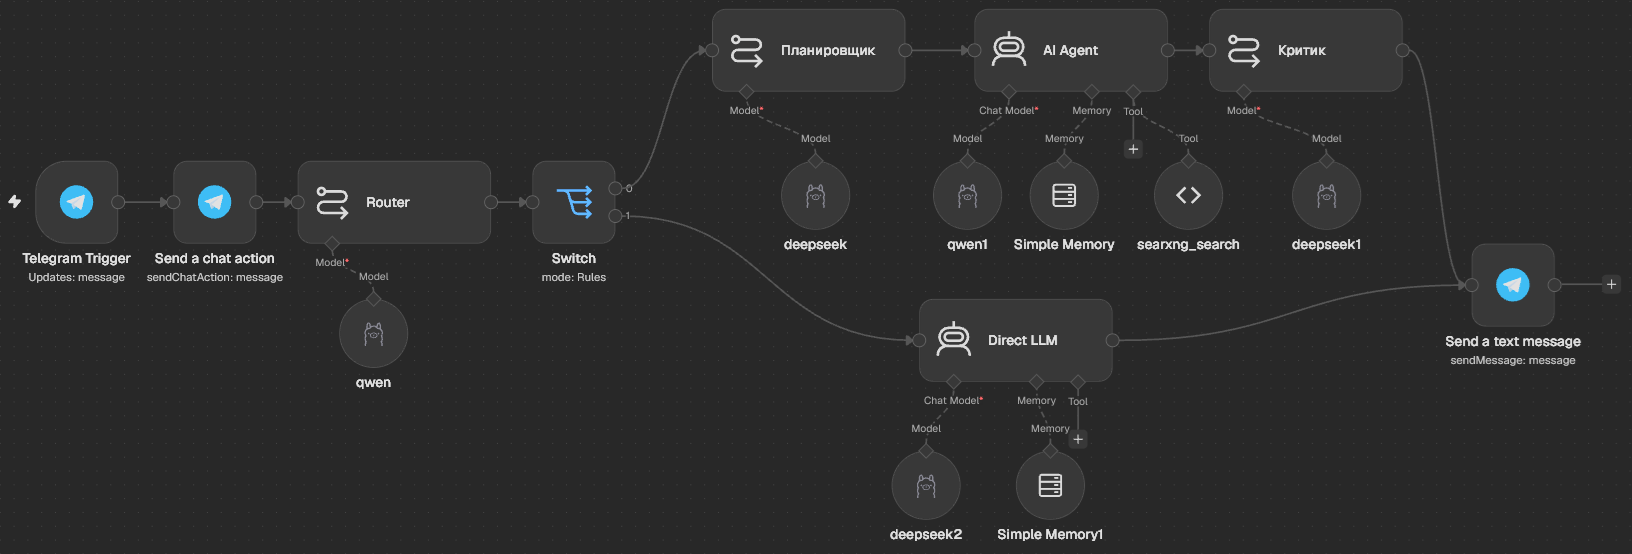 Планировщик
Model*
Model
deepseek
AI Agent
Chat Model*
Memory
Tool
Model
Memory
Tool
qwen1
Simple Memory
searxng_search
Критик
Model*
Model
deepseek1
Telegram Trigger
Updates: message
Send a chat action
sendChatAction: message
Router
Model*
Model
qwen
0
1
Switch
mode: Rules
Direct LLM
Chat Model*
Memory
Tool
Model
Memory
deepseek2
Simple Memory1
Send a text message
sendMessage: message